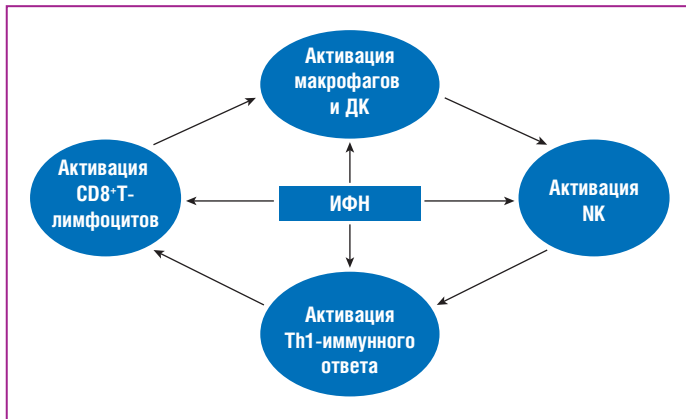 Активация
макрофагов
и ДК
Активация
CD8⁺Т-
лимфоцитов
ИФН
Активация
NK
Активация
Th1-иммунного
ответа